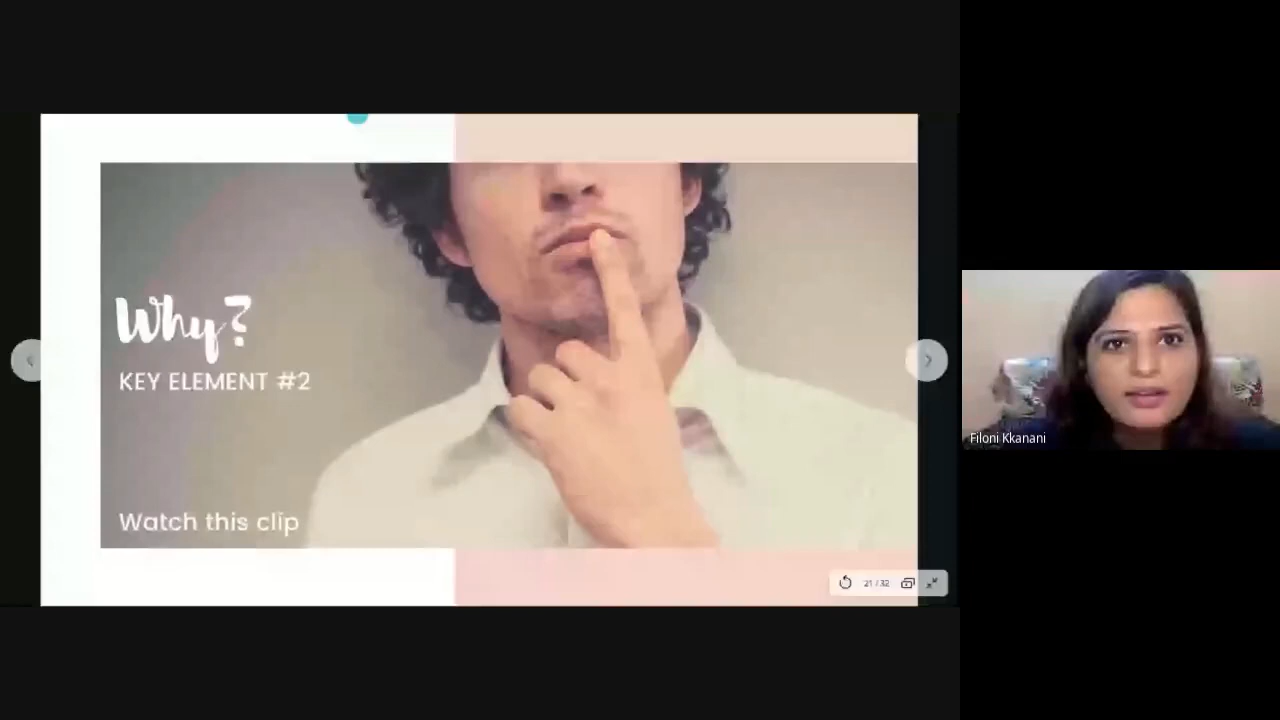 Why?
KEY ELEMENT #2
Watch this clip
21 / 32
Filoni Kkanani